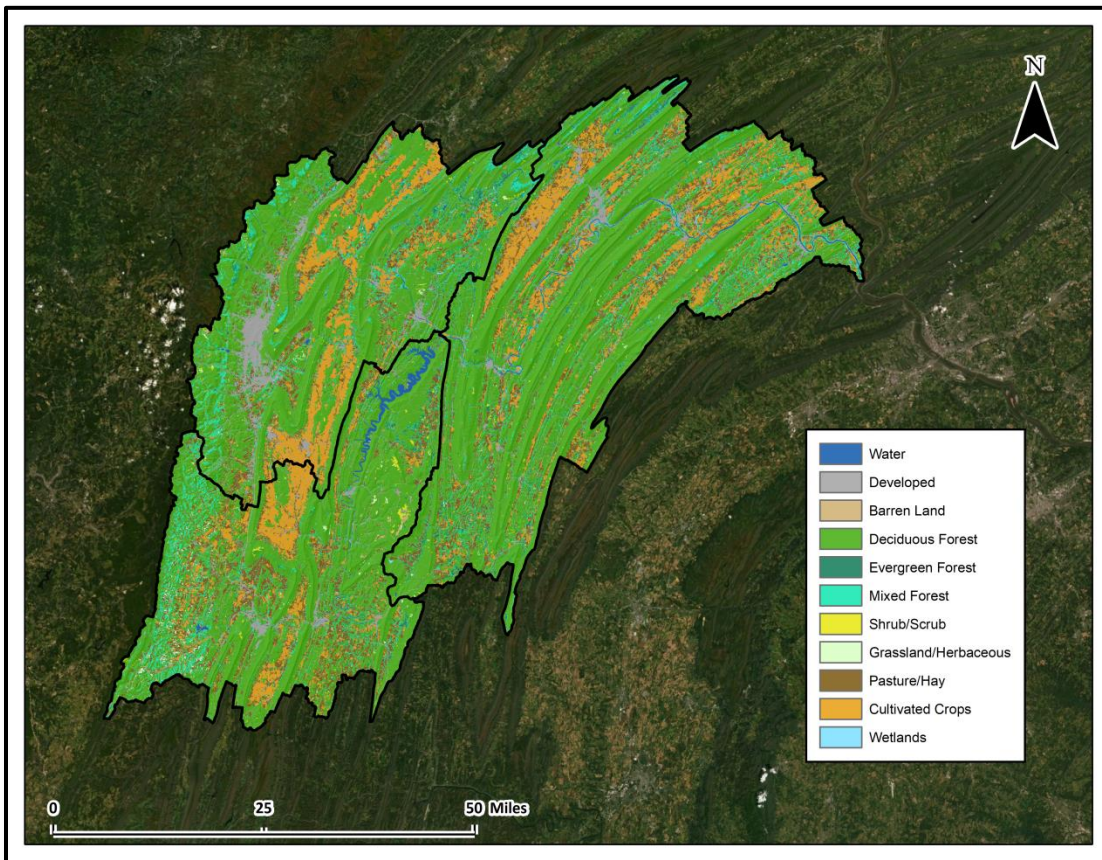 N
Water
Developed
Barren Land
Deciduous Forest
Evergreen Forest
Mixed Forest
Shrub/Scrub
Grassland/Herbaceous
Pasture/Hay
Cultivated Crops
Wetlands
0 25 50 Miles